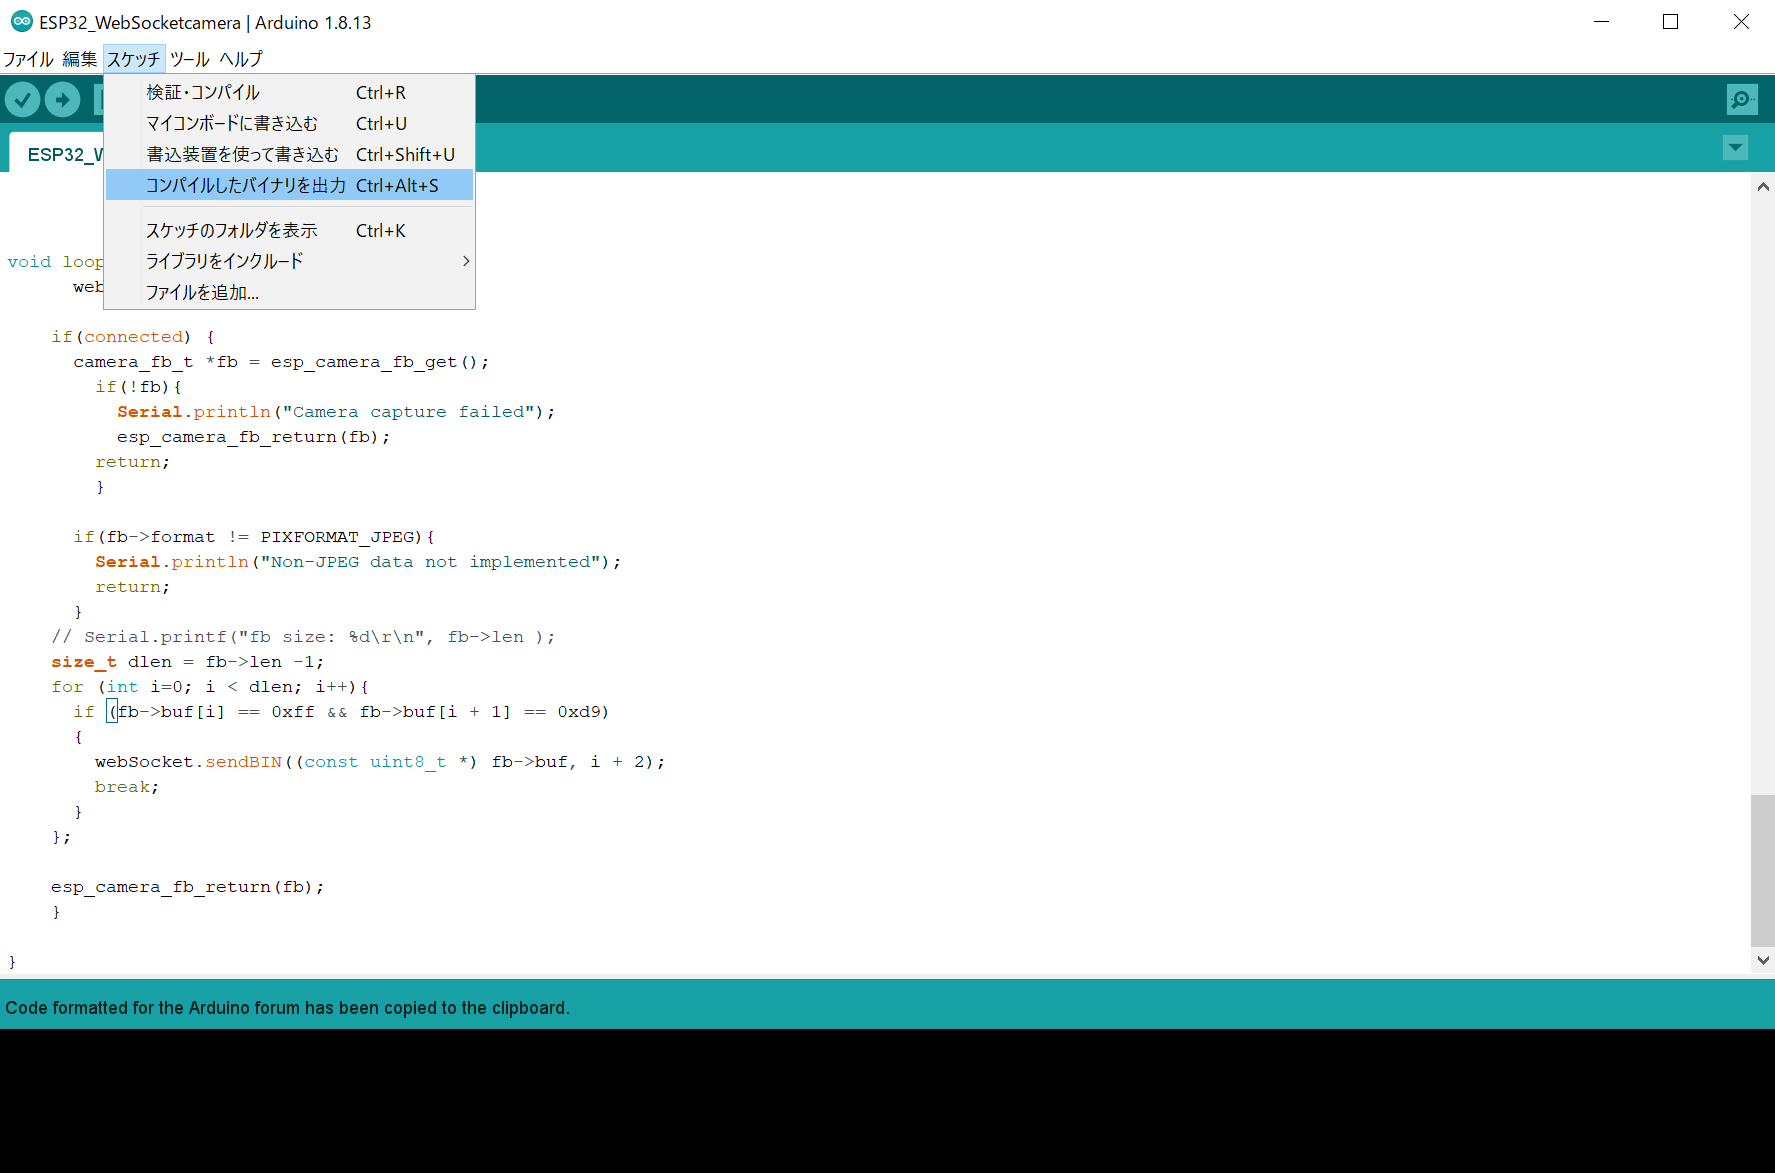 ESP32_WebSocketcamera | Arduino 1.8.13
ファイル 編集 スケッチ ツール ヘルプ
検証・コンパイル Ctrl+R
マイコンボードに書き込む Ctrl+U
書込装置を使って書き込む Ctrl+Shift+U
コンパイルしたバイナリを出力 Ctrl+Alt+S
スケッチのフォルダを表示 Ctrl+K
ライブラリをインクルード
ファイルを追加...
ESP32_W
void loop
web
if(connected) {
camera_fb_t *fb = esp_camera_fb_get();
if(!fb){
Serial.println("Camera capture failed");
esp_camera_fb_return(fb);
return;
}
if(fb->format != PIXFORMAT_JPEG){
Serial.println("Non-JPEG data not implemented");
return;
}
// Serial.printf("fb size: %d\r\n", fb->len );
size_t dlen = fb->len -1;
for (int i=0; i < dlen; i++){
if (fb->buf[i] == 0xff && fb->buf[i + 1] == 0xd9)
{
webSocket.sendBIN((const uint8_t *) fb->buf, i + 2);
break;
}
};
esp_camera_fb_return(fb);
}
}
Code formatted for the Arduino forum has been copied to the clipboard.